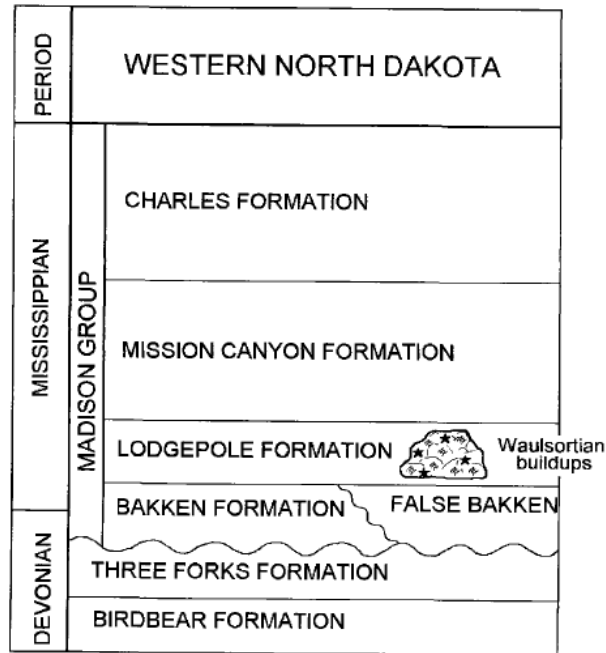 PERIOD
WESTERN NORTH DAKOTA
MISSISSIPPIAN
MADISON GROUP
CHARLES FORMATION
MISSION CANYON FORMATION
LODGEPOLE FORMATION
Waulsortian
buildups
BAKKEN FORMATION
FALSE BAKKEN
DEVONIAN
THREE FORKS FORMATION
BIRDBEAR FORMATION